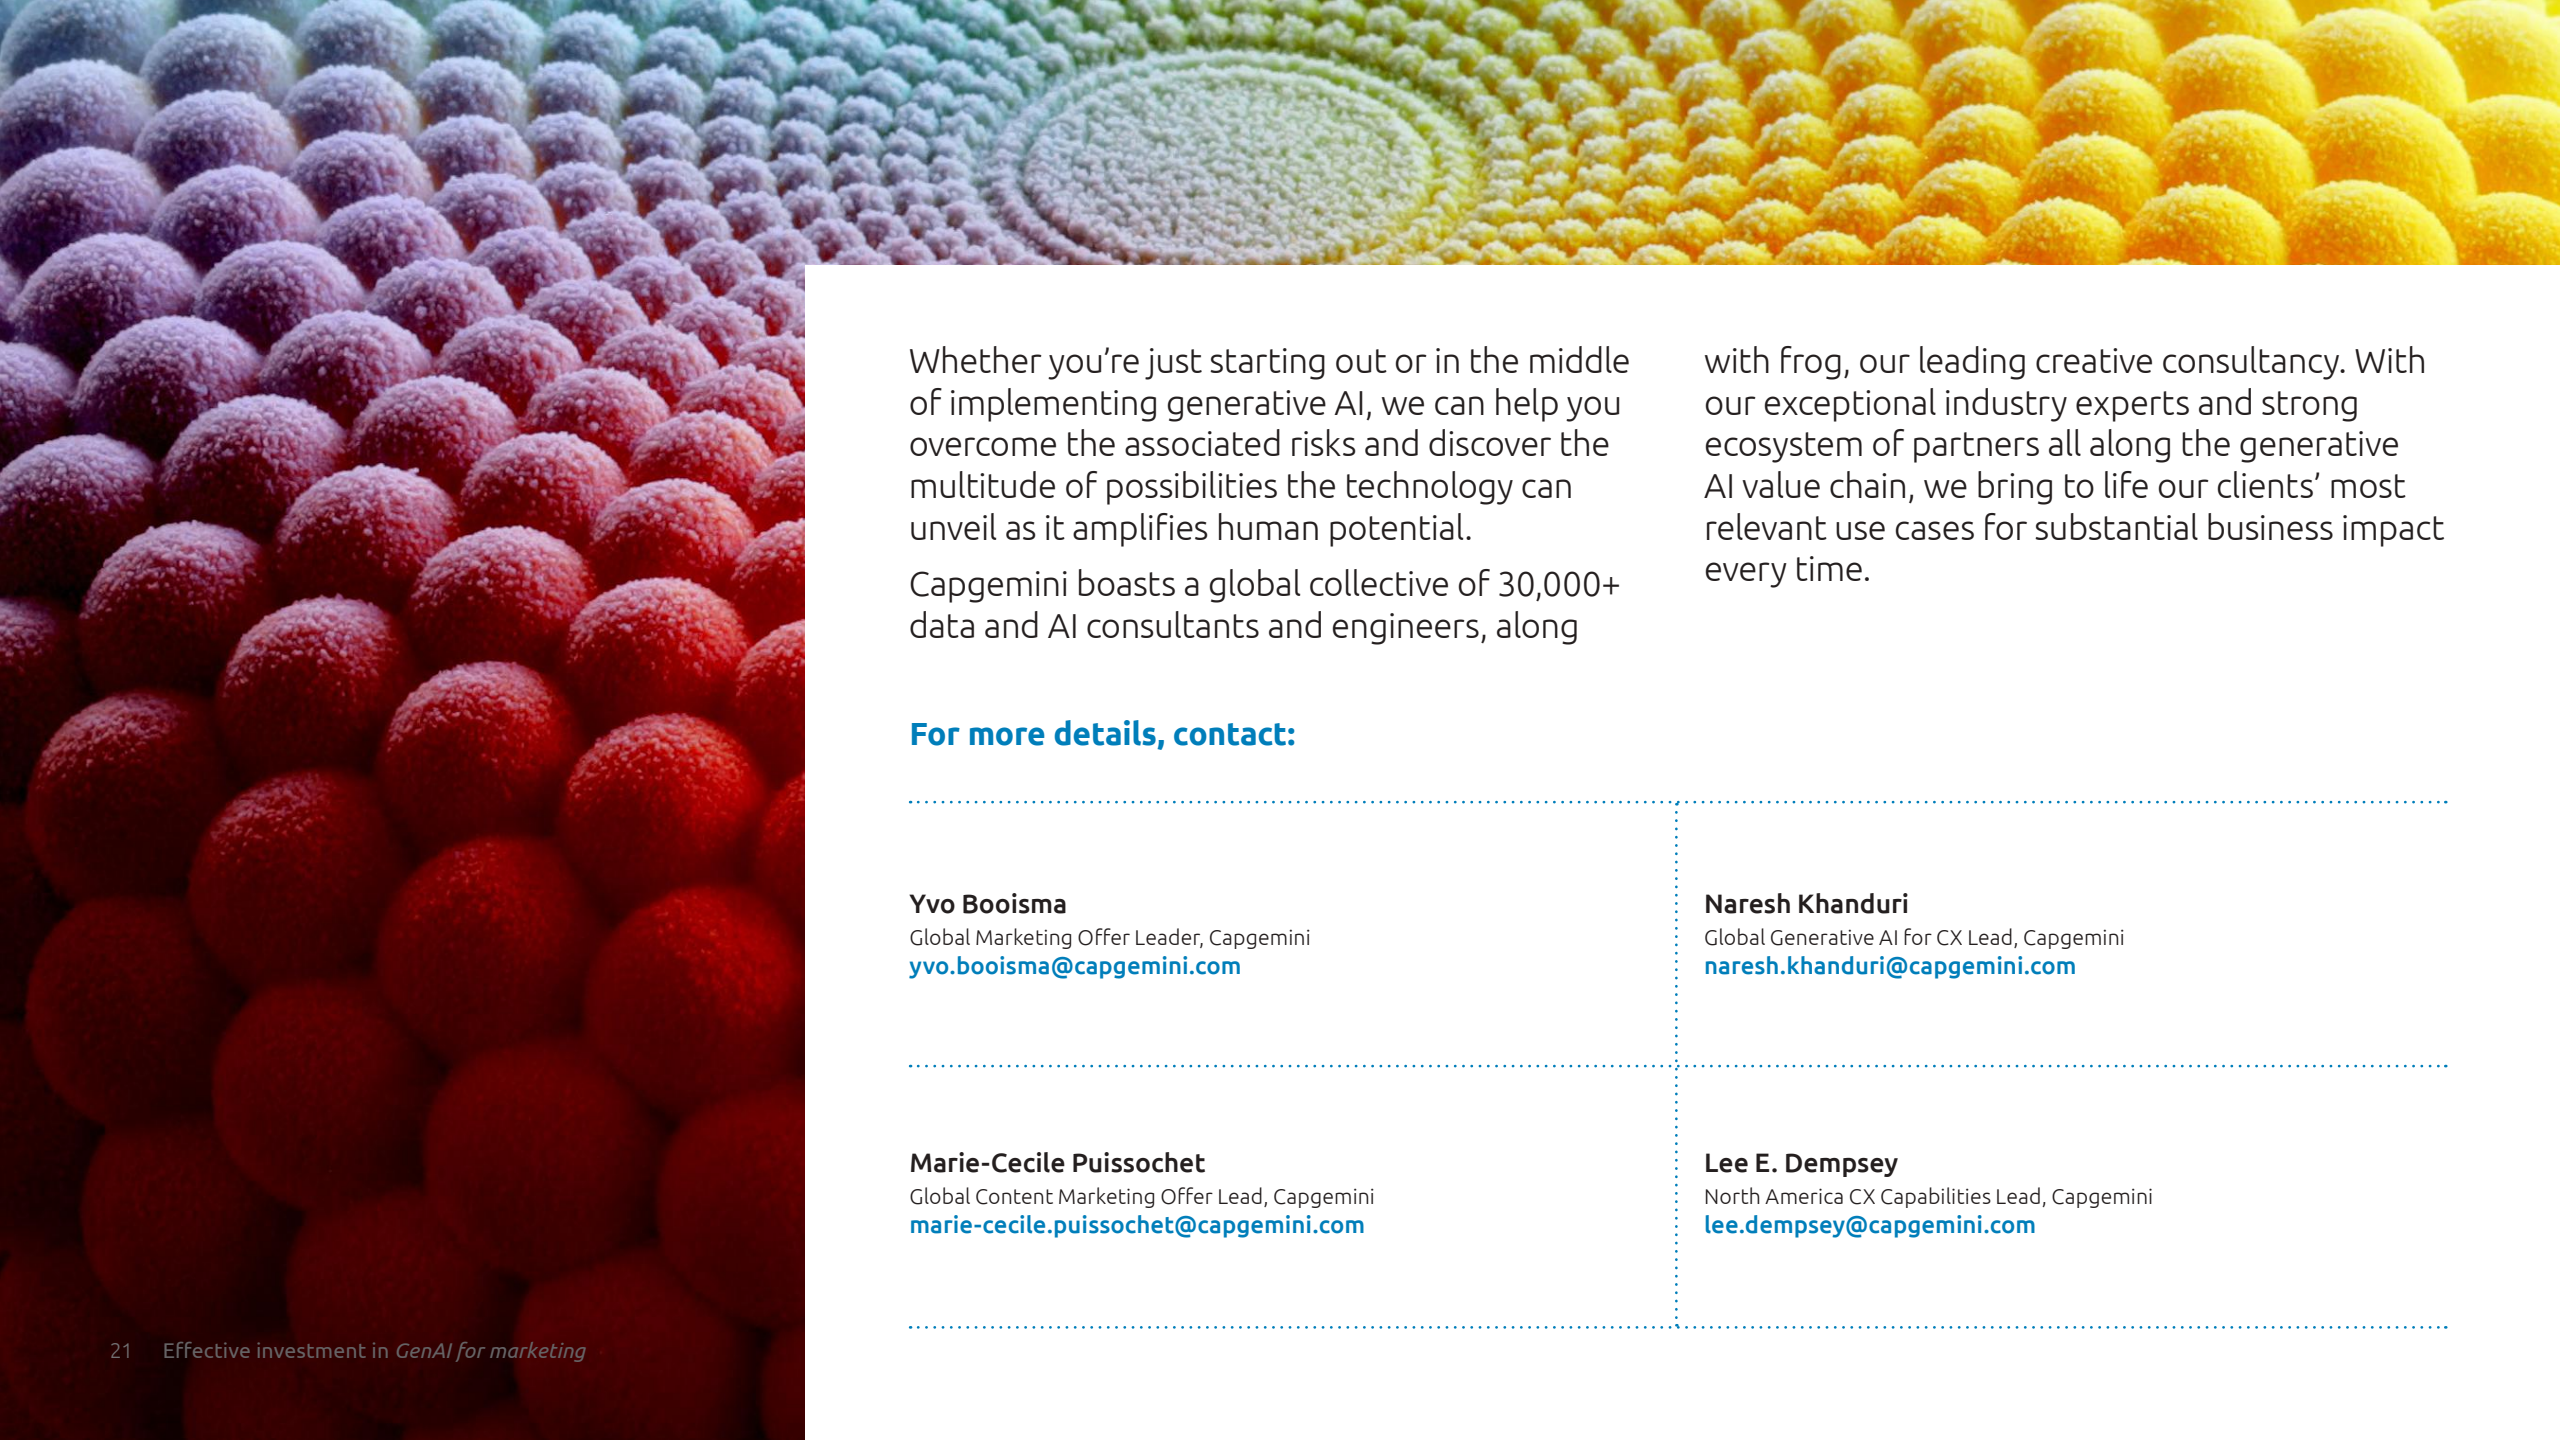 Whether you’re just starting out or in the middle
of implementing generative AI, we can help you
overcome the associated risks and discover the
multitude of possibilities the technology can
unveil as it amplifies human potential.
Capgemini boasts a global collective of 30,000+
data and AI consultants and engineers, along
with frog, our leading creative consultancy. With
our exceptional industry experts and strong
ecosystem of partners all along the generative
AI value chain, we bring to life our clients’ most
relevant use cases for substantial business impact
every time.
For more details, contact:
Yvo Booisma
Global Marketing Offer Leader, Capgemini
yvo.booisma@capgemini.com
Naresh Khanduri
Global Generative AI for CX Lead, Capgemini
naresh.khanduri@capgemini.com
Marie-Cecile Puissochet
Global Content Marketing Offer Lead, Capgemini
marie-cecile.puissochet@capgemini.com
Lee E. Dempsey
North America CX Capabilities Lead, Capgemini
lee.dempsey@capgemini.com
21 Effective investment in GenAI for marketing